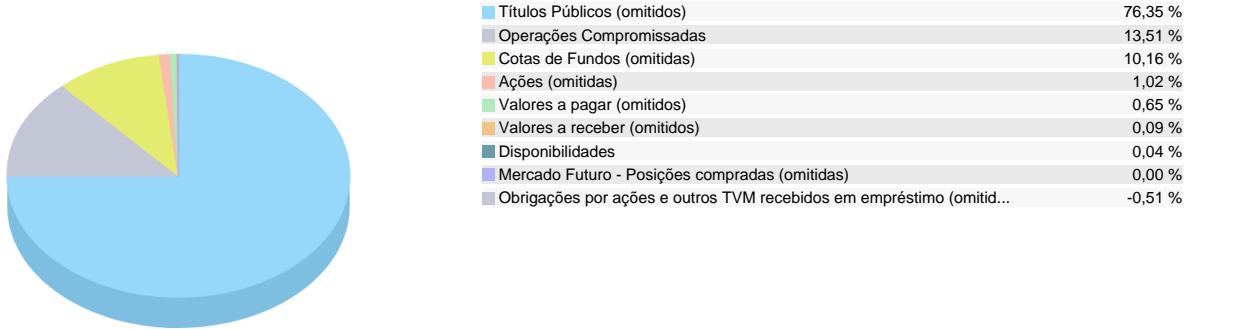 Títulos Públicos (omitidos) 76,35 %
Operações Compromissadas 13,51 %
Cotas de Fundos (omitidas) 10,16 %
Ações (omitidas) 1,02 %
Valores a pagar (omitidos) 0,65 %
Valores a receber (omitidos) 0,09 %
Disponibilidades 0,04 %
Mercado Futuro - Posições compradas (omitidas) 0,00 %
Obrigações por ações e outros TVM recebidos em empréstimo (omitid... -0,51 %